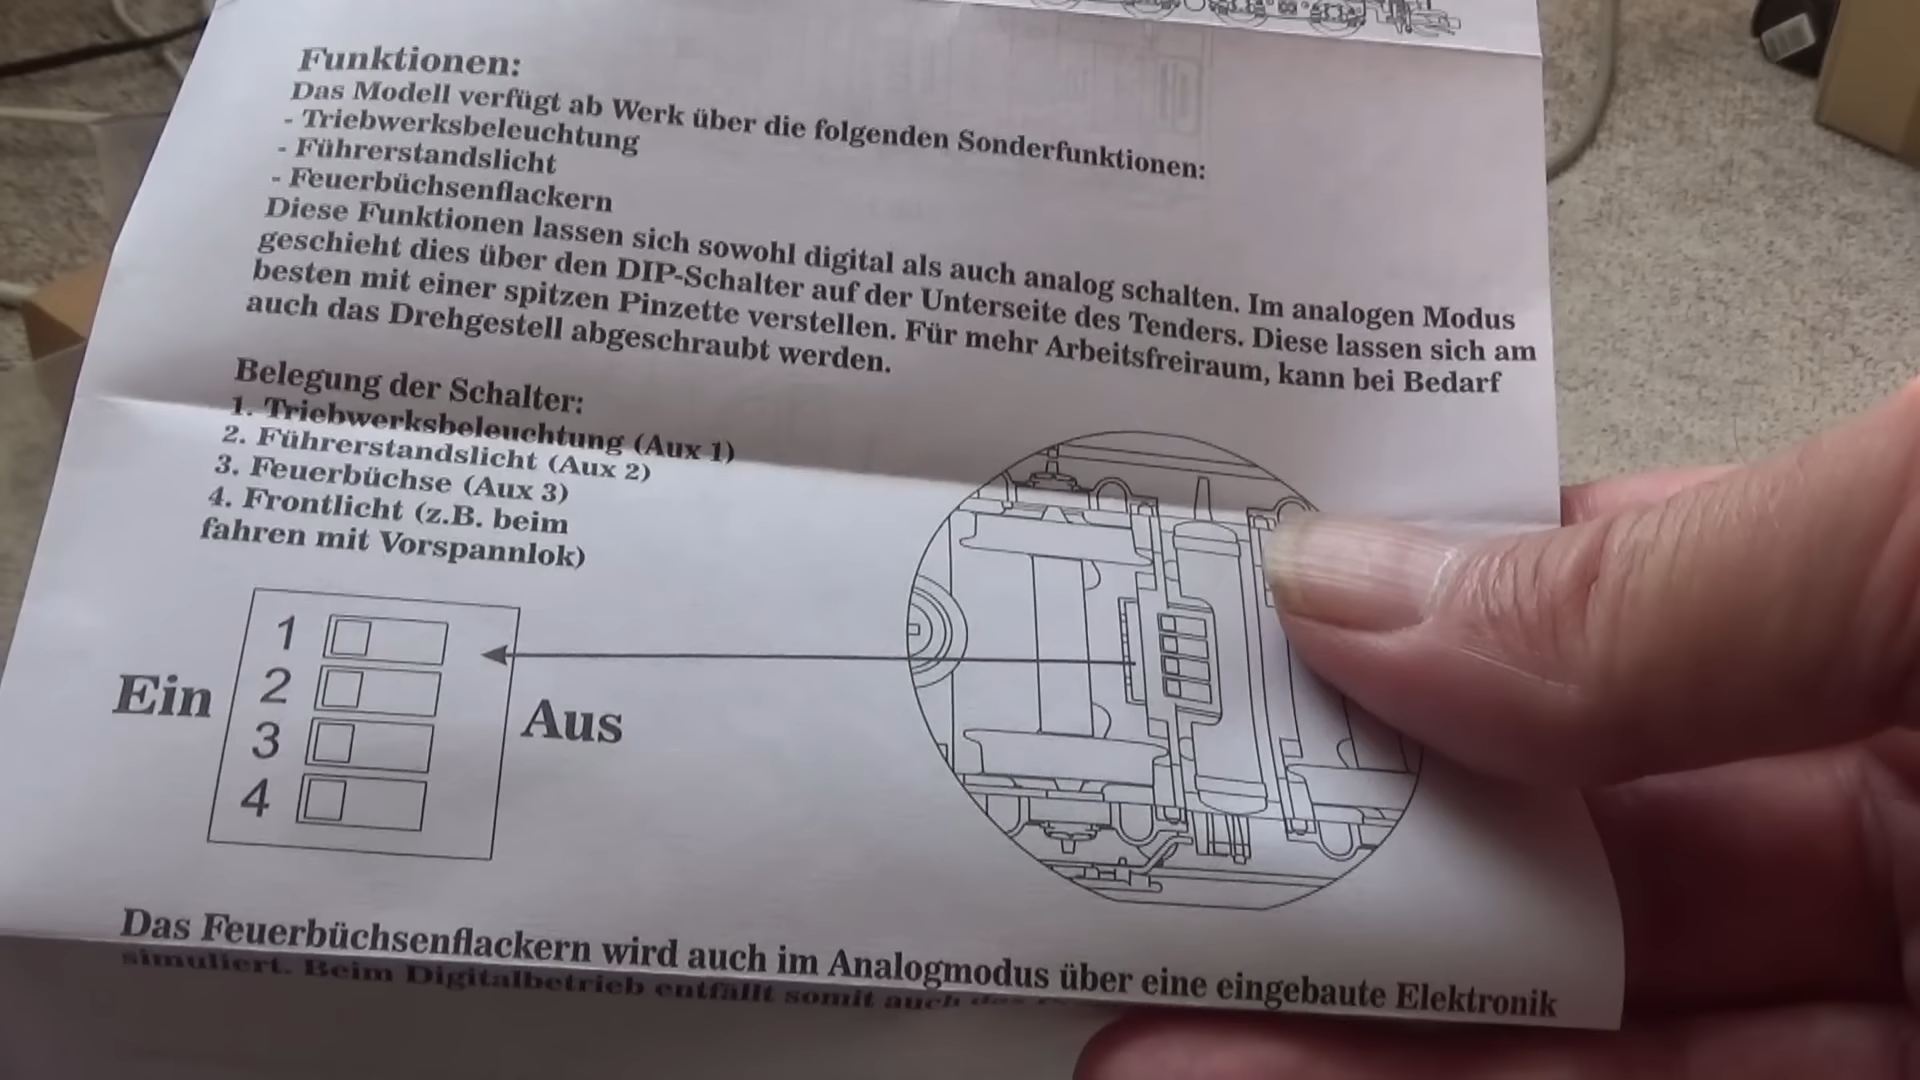 Funktionen:
Das Modell verfügt ab Werk über die folgenden Sonderfunktionen:
- Triebwerksbeleuchtung
- Führerstandslicht
- Feuerbüchsenflackern
Diese Funktionen lassen sich sowohl digital als auch analog schalten. Im analogen Modus
geschieht dies über den DIP-Schalter auf der Unterseite des Tenders. Diese lassen sich am
besten mit einer spitzen Pinzette verstellen. Für mehr Arbeitsfreiraum, kann bei Bedarf
auch das Drehgestell abgeschraubt werden.
Belegung der Schalter:
1. Triebwerksbeleuchtung (Aux 1)
2. Führerstandslicht (Aux 2)
3. Feuerbüchse (Aux 3)
4. Frontlicht (z.B. beim
fahren mit Vorspannlok)
Ein
1
2
3
4
Aus
Das Feuerbüchsenflackern wird auch im Analogmodus über eine eingebaute Elektronik
simuliert. Beim Digitalbetrieb entfällt somit auch